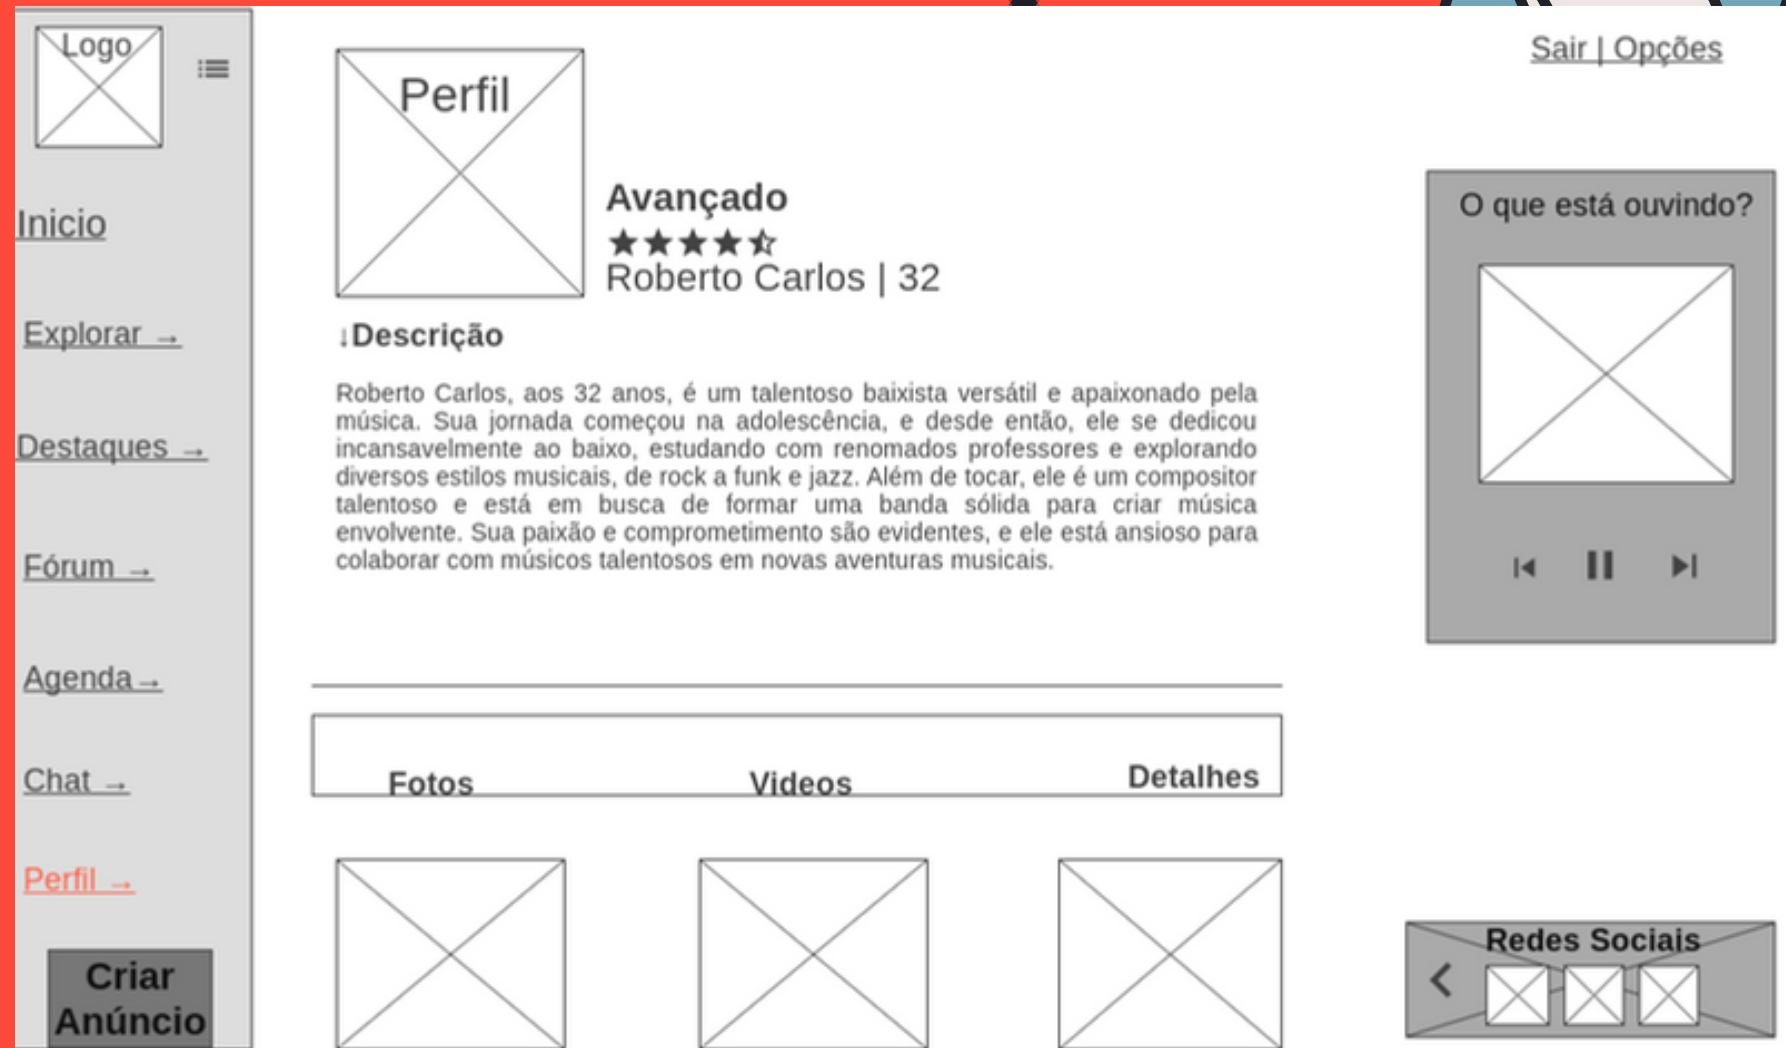 Logo
Inicio
Explorar →
Destaques →
Fórum →
Agenda→
Chat →
Perfil →
Criar
Anúncio
Perfil
Avançado
Roberto Carlos | 32
↓Descrição
Roberto Carlos, aos 32 anos, é um talentoso baixista versátil e apaixonado pela
música. Sua jornada começou na adolescência, e desde então, ele se dedicou
incansavelmente ao baixo, estudando com renomados professores e explorando
diversos estilos musicais, de rock a funk e jazz. Além de tocar, ele é um compositor
talentoso e está em busca de formar uma banda sólida para criar música
envolvente. Sua paixão e comprometimento são evidentes, e ele está ansioso para
colaborar com músicos talentosos em novas aventuras musicais.
Fotos
Videos
Detalhes
Sair | Opções
O que está ouvindo?
Redes Sociais